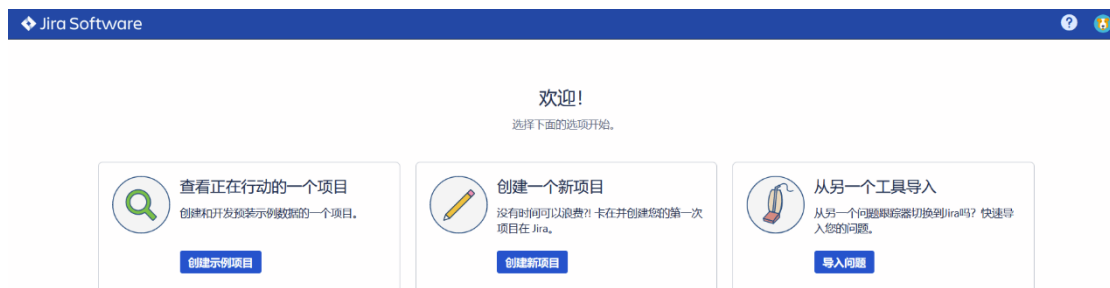 Jira Software
欢迎!
选择下面的选项开始。
查看正在行动的一个项目
创建和开发预装示例数据的一个项目。
创建示例项目
创建一个新项目
没有时间可以浪费?! 卡在并创建您的第一次
项目在 Jira。
创建新项目
从另一个工具导入
从另一个问题跟踪器切换到Jira吗? 快速导
入您的问题。
导入问题